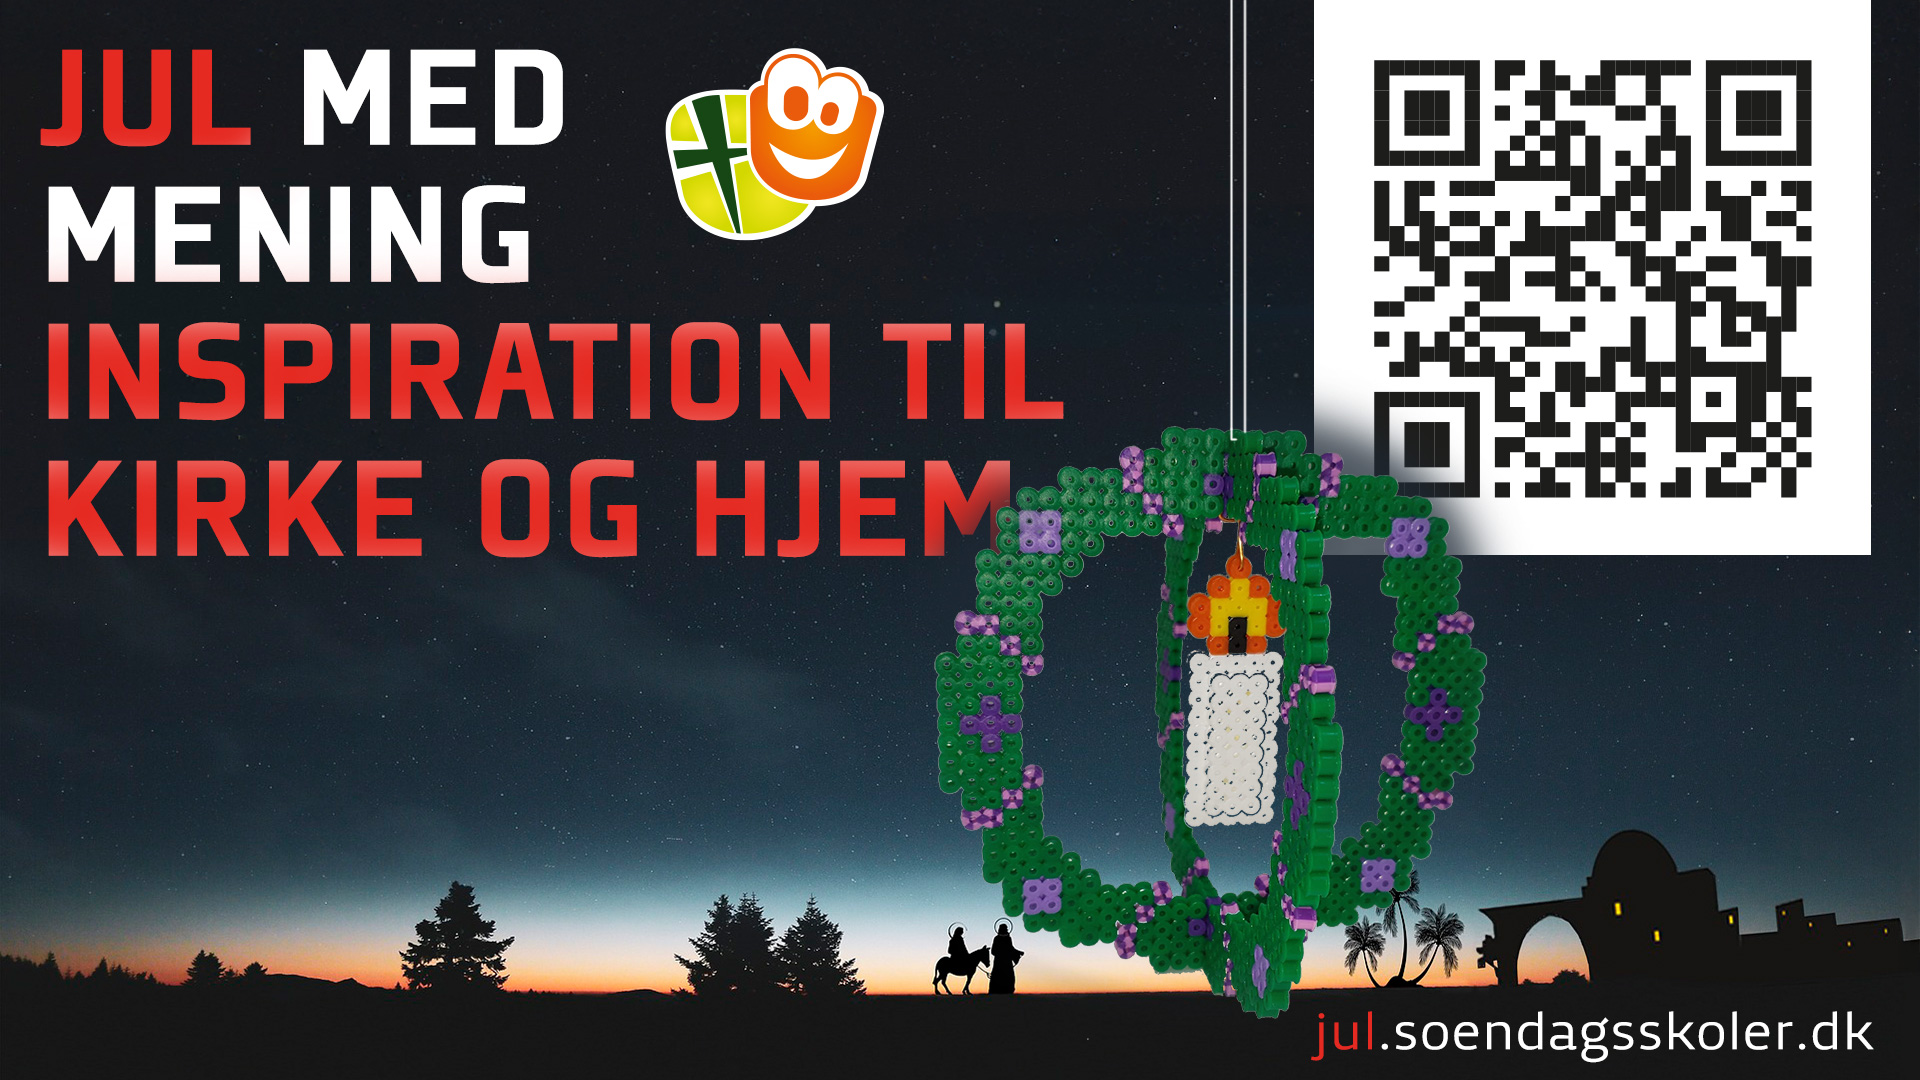 JUL MED
MENING
INSPIRATION TIL
KIRKE OG HJEM
jul.soendagsskoler.dk